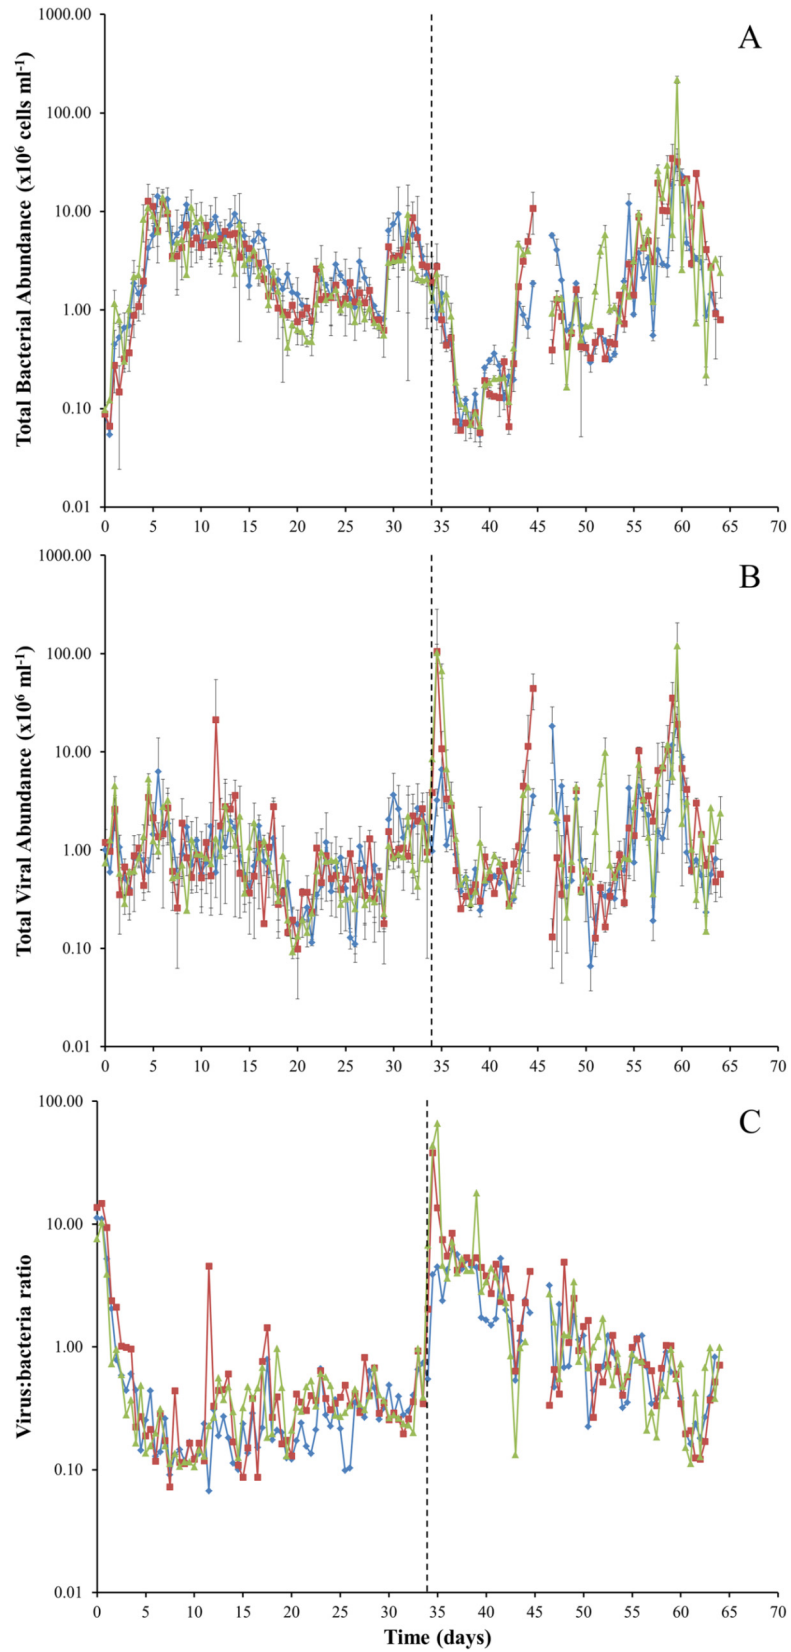 A
1000.00
100.00
10.00
1.00
0.10
0.01
Total Bacterial Abundance (x10⁶ cells ml⁻¹)
0 5 10 15 20 25 30 35 40 45 50 55 60 65 70
B
1000.00
100.00
10.00
1.00
0.10
0.01
Total Viral Abundance (x10⁶ ml⁻¹)
0 5 10 15 20 25 30 35 40 45 50 55 60 65 70
C
100.00
10.00
1.00
0.10
0.01
Virus:bacteria ratio
0 5 10 15 20 25 30 35 40 45 50 55 60 65 70
Time (days)